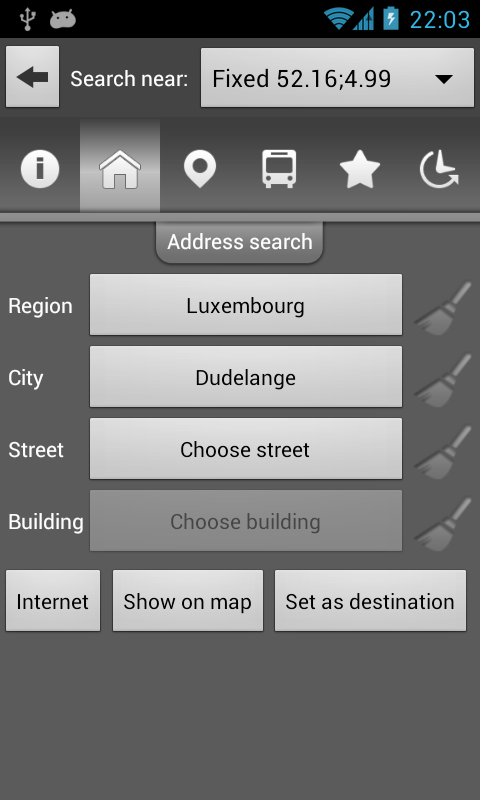 22:03
Search near: Fixed 52.16;4.99
Address search
Region Luxembourg
City Dudelange
Street Choose street
Building Choose building
Internet Show on map Set as destination